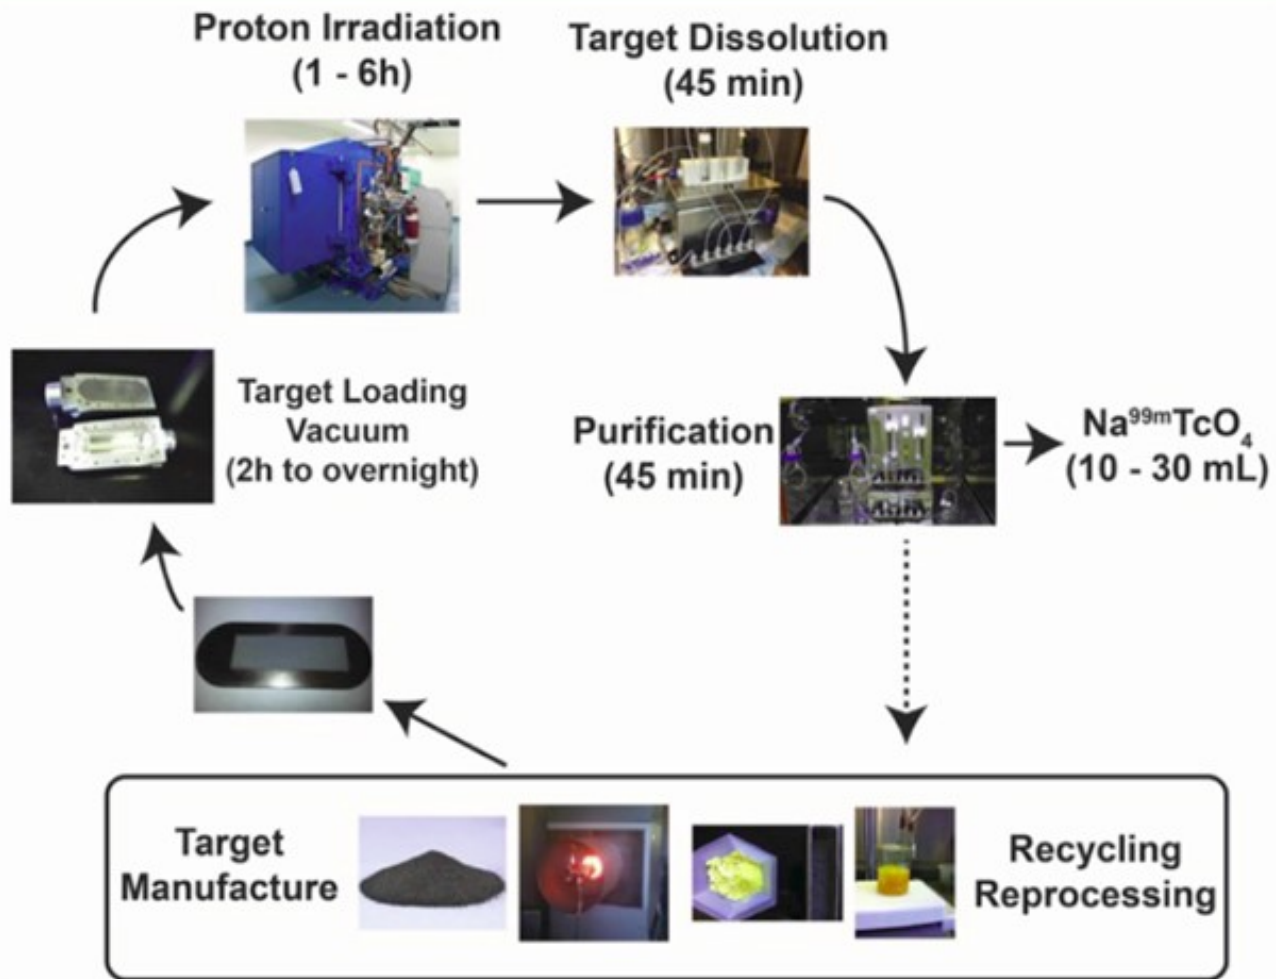 Proton Irradiation
(1 - 6h)
Target Dissolution
(45 min)
Target Loading
Vacuum
(2h to overnight)
Purification
(45 min)
Na⁹⁹ᵐTcO₄
(10 - 30 mL)
Target
Manufacture
Recycling
Reprocessing